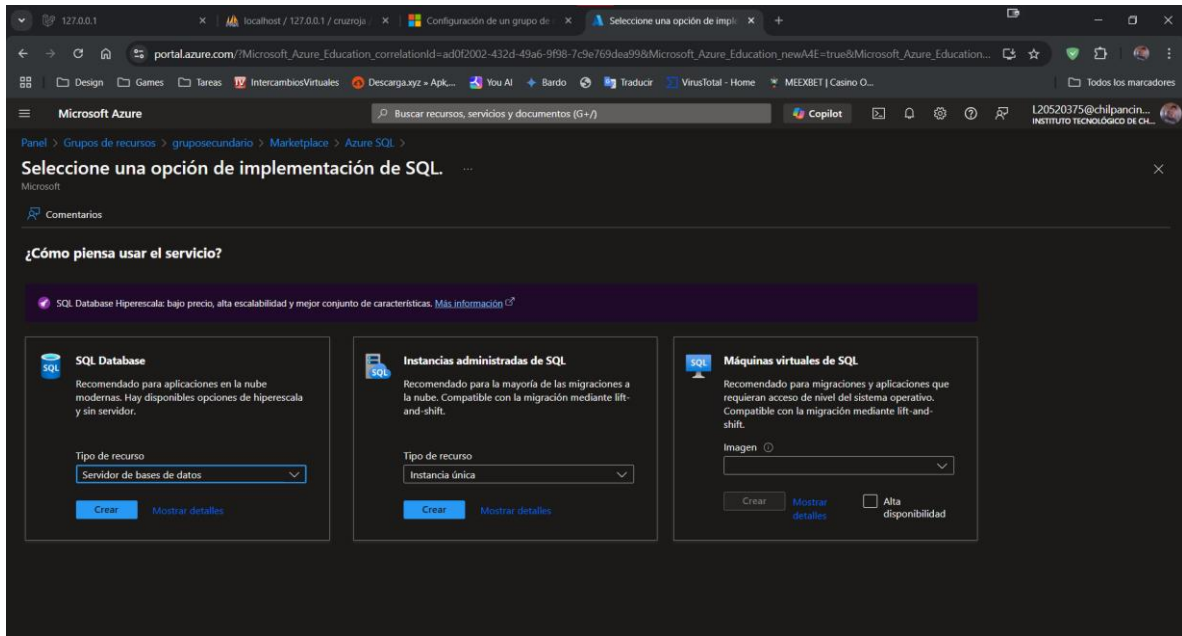 127.0.0.1
localhost / 127.0.0.1 / cruzroja /
Configuración de un grupo de
Seleccione una opción de imple
portal.azure.com/?Microsoft_Azure_Education_correlationId=ad0f2002-432d-49a6-9f98-7c9e769dea99&Microsoft_Azure_Education_newA4E=true&Microsoft_Azure_Education...
Design
Games
Tareas
IntercambiosVirtuales
Descarga.xyz » Apk,...
You AI
Bardo
Traducir
VirusTotal - Home
MEEXBET | Casino O...
Todos los marcadores
Microsoft Azure
Buscar recursos, servicios y documentos (G+/)
Copilot
L20520375@chilpancin...
INSTITUTO TECNOLÓGICO DE CH...
Panel > Grupos de recursos > gruposecundario > Marketplace > Azure SQL >
Seleccione una opción de implementación de SQL. ...
Microsoft
Comentarios
¿Cómo piensa usar el servicio?
SQL Database Hiperescala: bajo precio, alta escalabilidad y mejor conjunto de características. Más información
SQL
SQL Database
Recomendado para aplicaciones en la nube
modernas. Hay disponibles opciones de hiperescala
y sin servidor.
Tipo de recurso
Servidor de bases de datos
Crear
Mostrar detalles
SQL
Instancias administradas de SQL
Recomendado para la mayoría de las migraciones a
la nube. Compatible con la migración mediante lift-
and-shift.
Tipo de recurso
Instancia única
Crear
Mostrar detalles
SQL
Máquinas virtuales de SQL
Recomendado para migraciones y aplicaciones que
requieran acceso de nivel del sistema operativo.
Compatible con la migración mediante lift-and-
shift.
Imagen
Crear
Mostrar
detalles
Alta
disponibilidad